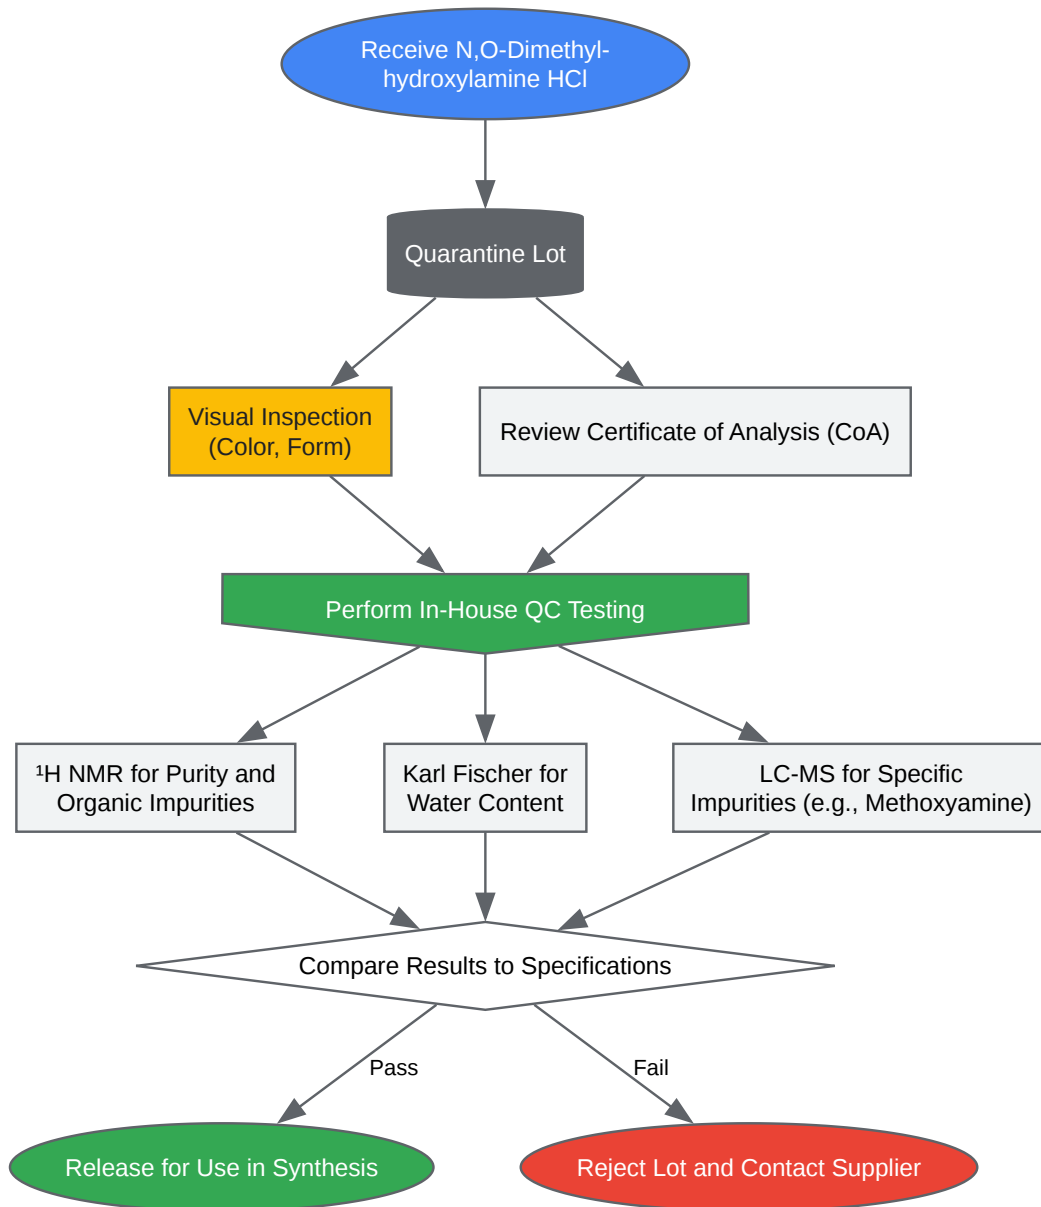 Receive N,O-Dimethyl-
hydroxylamine HCl
Quarantine Lot
Visual Inspection
(Color, Form)
Review Certificate of Analysis (CoA)
Perform In-House QC Testing
¹H NMR for Purity and
Organic Impurities
Karl Fischer for
Water Content
LC-MS for Specific
Impurities (e.g., Methoxyamine)
Compare Results to Specifications
Pass
Fail
Release for Use in Synthesis
Reject Lot and Contact Supplier